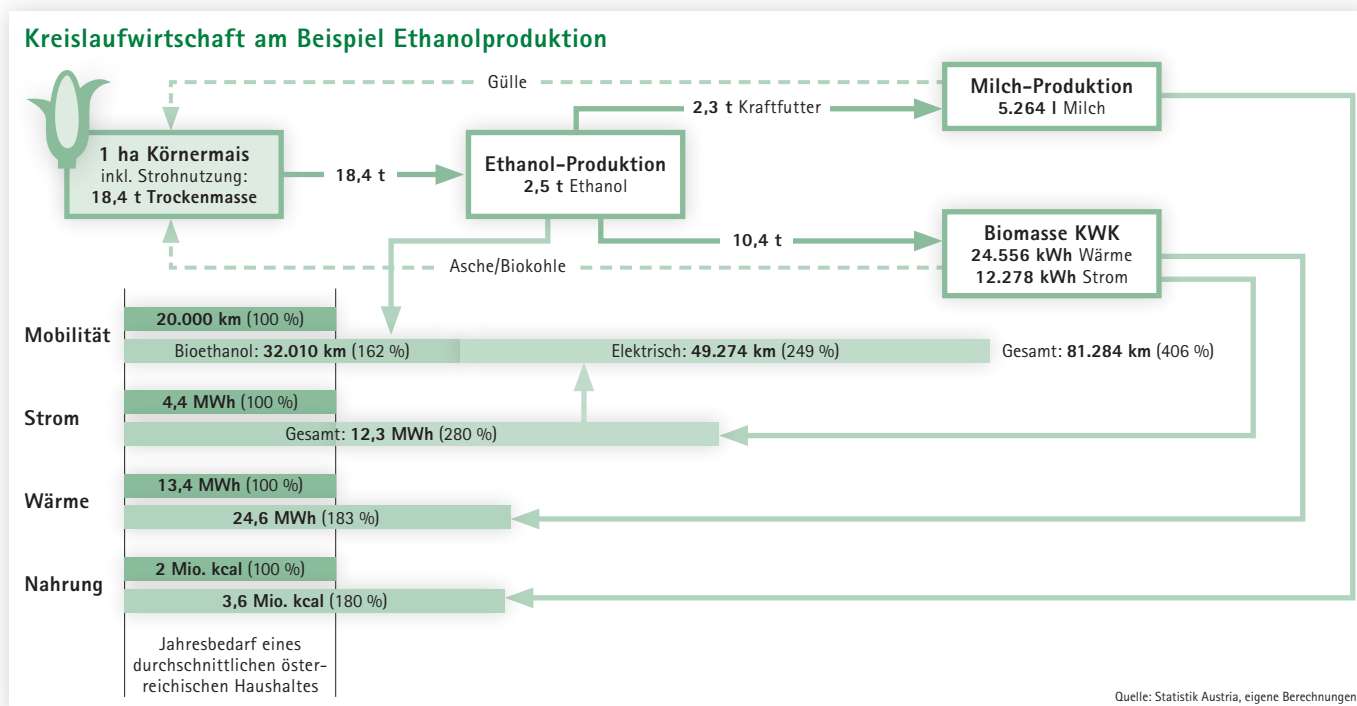 Kreislaufwirtschaft am Beispiel Ethanolproduktion
Gülle
Milch-Produktion
5.264 l Milch
2,3 t Kraftfutter
1 ha Körnermais
inkl. Strohnutzung:
18,4 t Trockenmasse
18,4 t
Ethanol-Produktion
2,5 t Ethanol
10,4 t
Biomasse KWK
24.556 kWh Wärme
12.278 kWh Strom
Asche/Biokohle
Mobilität
20.000 km (100 %)
Bioethanol: 32.010 km (162 %)
Elektrisch: 49.274 km (249 %)
Gesamt: 81.284 km (406 %)
Strom
4,4 MWh (100 %)
Gesamt: 12,3 MWh (280 %)
Wärme
13,4 MWh (100 %)
24,6 MWh (183 %)
Nahrung
2 Mio. kcal (100 %)
3,6 Mio. kcal (180 %)
Jahresbedarf eines
durchschnittlichen öster-
reichischen Haushaltes
Quelle: Statistik Austria, eigene Berechnungen